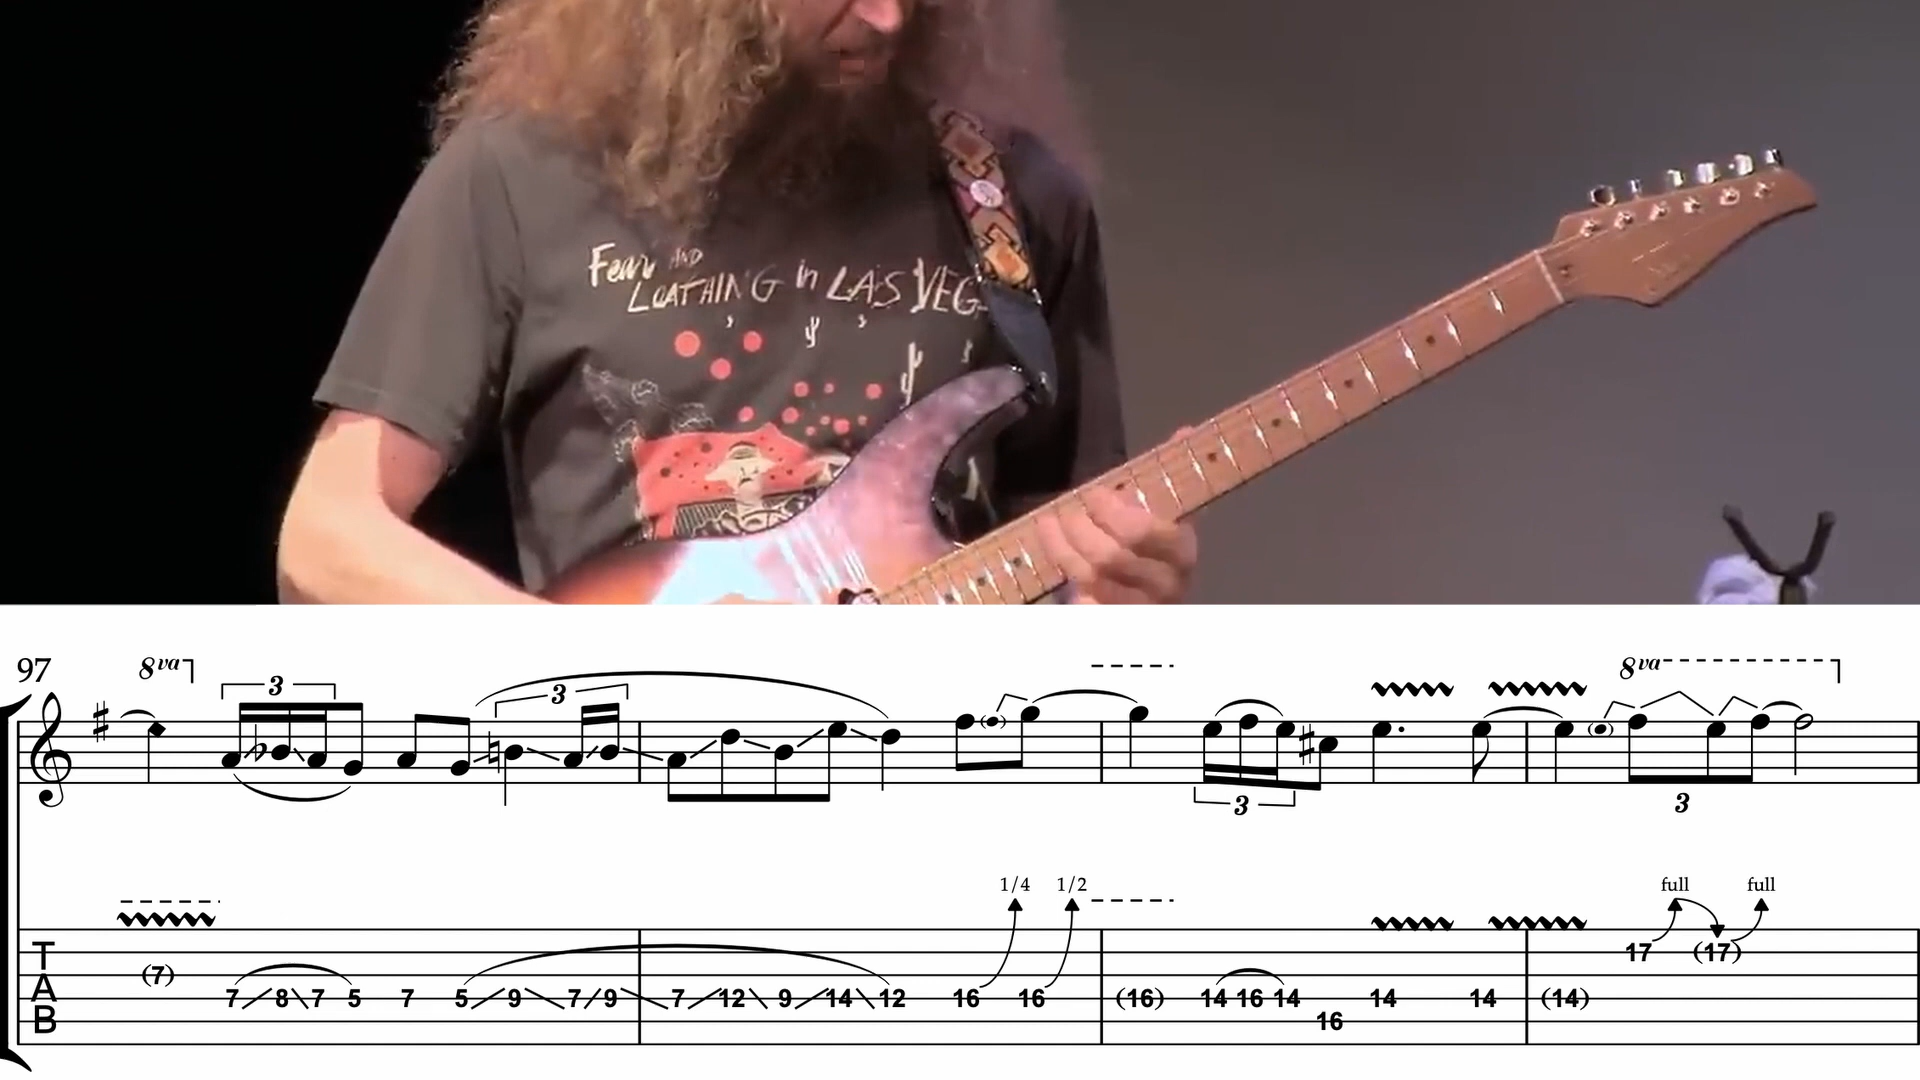 Fear AND
LOATHING in LAS VEG
97 8va 8va
3 3
3 3
1/4 1/2 full full
T 17 (17)
(7)
A 7 8 7 5 7 5 9 7 9 7 12 9 14 12 16 16 (16) 14 16 14 14 14 (14)
B 16